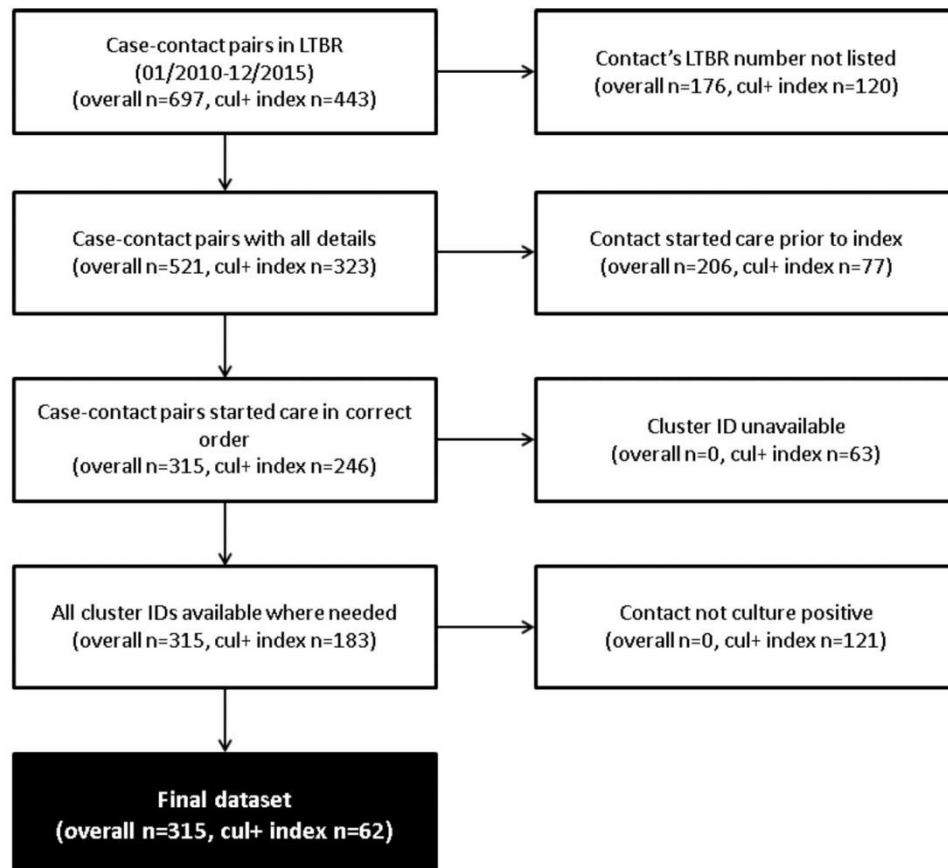 Case-contact pairs in LTBR
(01/2010-12/2015)
(overall n=697, cul+ index n=443)
Contact's LTBR number not listed
(overall n=176, cul+ index n=120)
Case-contact pairs with all details
(overall n=521, cul+ index n=323)
Contact started care prior to index
(overall n=206, cul+ index n=77)
Case-contact pairs started care in correct
order
(overall n=315, cul+ index n=246)
Cluster ID unavailable
(overall n=0, cul+ index n=63)
All cluster IDs available where needed
(overall n=315, cul+ index n=183)
Contact not culture positive
(overall n=0, cul+ index n=121)
Final dataset
(overall n=315, cul+ index n=62)